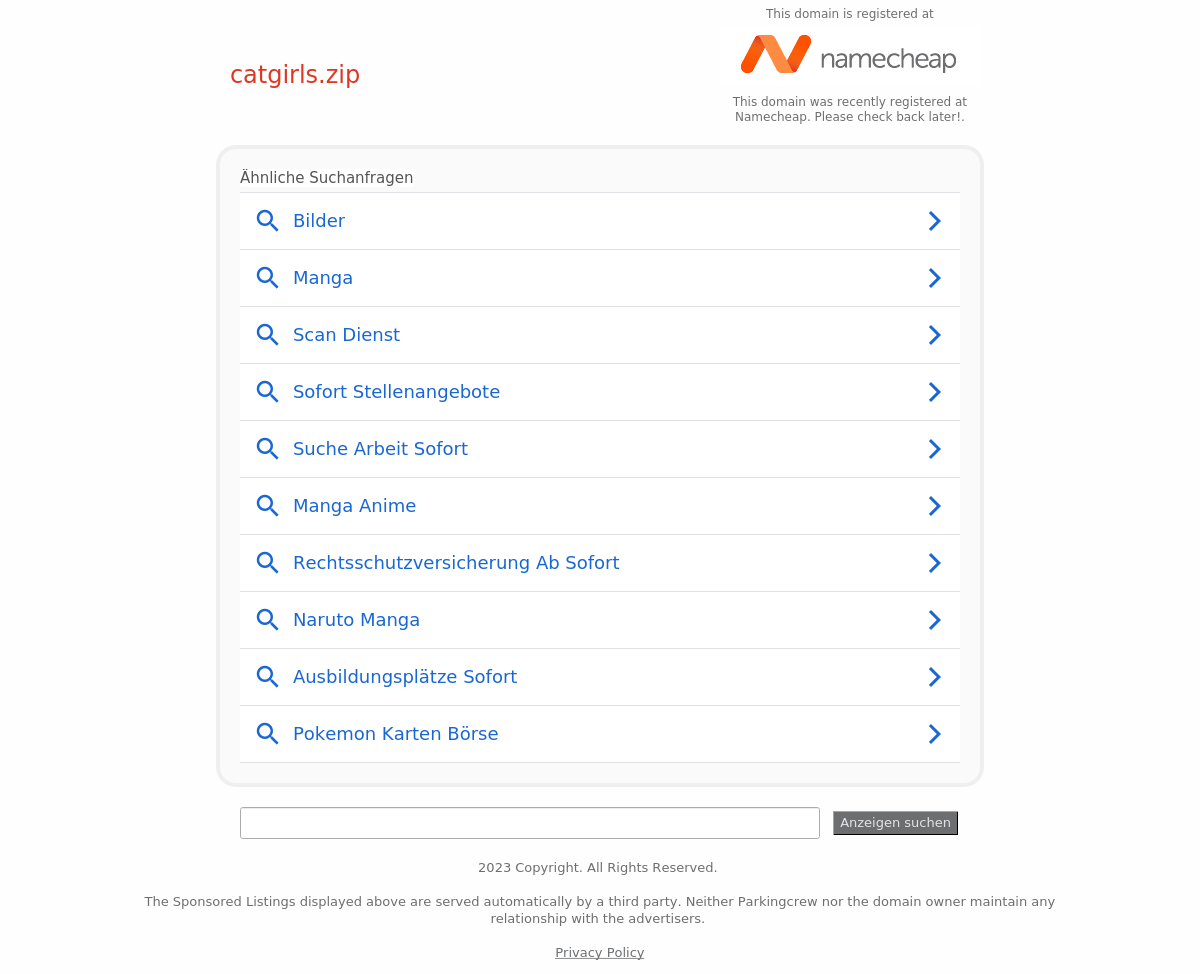 This domain is registered at
namecheap
catgirls.zip
This domain was recently registered at
Namecheap. Please check back later!.
Ähnliche Suchanfragen
Bilder
Manga
Scan Dienst
Sofort Stellenangebote
Suche Arbeit Sofort
Manga Anime
Rechtsschutzversicherung Ab Sofort
Naruto Manga
Ausbildungsplätze Sofort
Pokemon Karten Börse
Anzeigen suchen
2023 Copyright. All Rights Reserved.
The Sponsored Listings displayed above are served automatically by a third party. Neither Parkingcrew nor the domain owner maintain any
relationship with the advertisers.
Privacy Policy